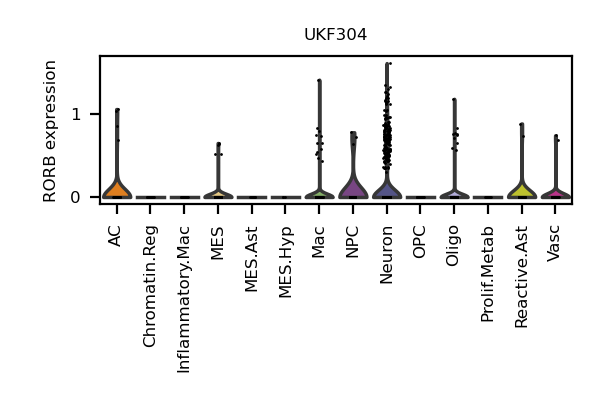 UKF304
RORB expression
1
0
AC
Chromatin.Reg
Inflammatory.Mac
MES
MES.Ast
MES.Hyp
Mac
NPC
Neuron
OPC
Oligo
Prolif.Metab
Reactive.Ast
Vasc